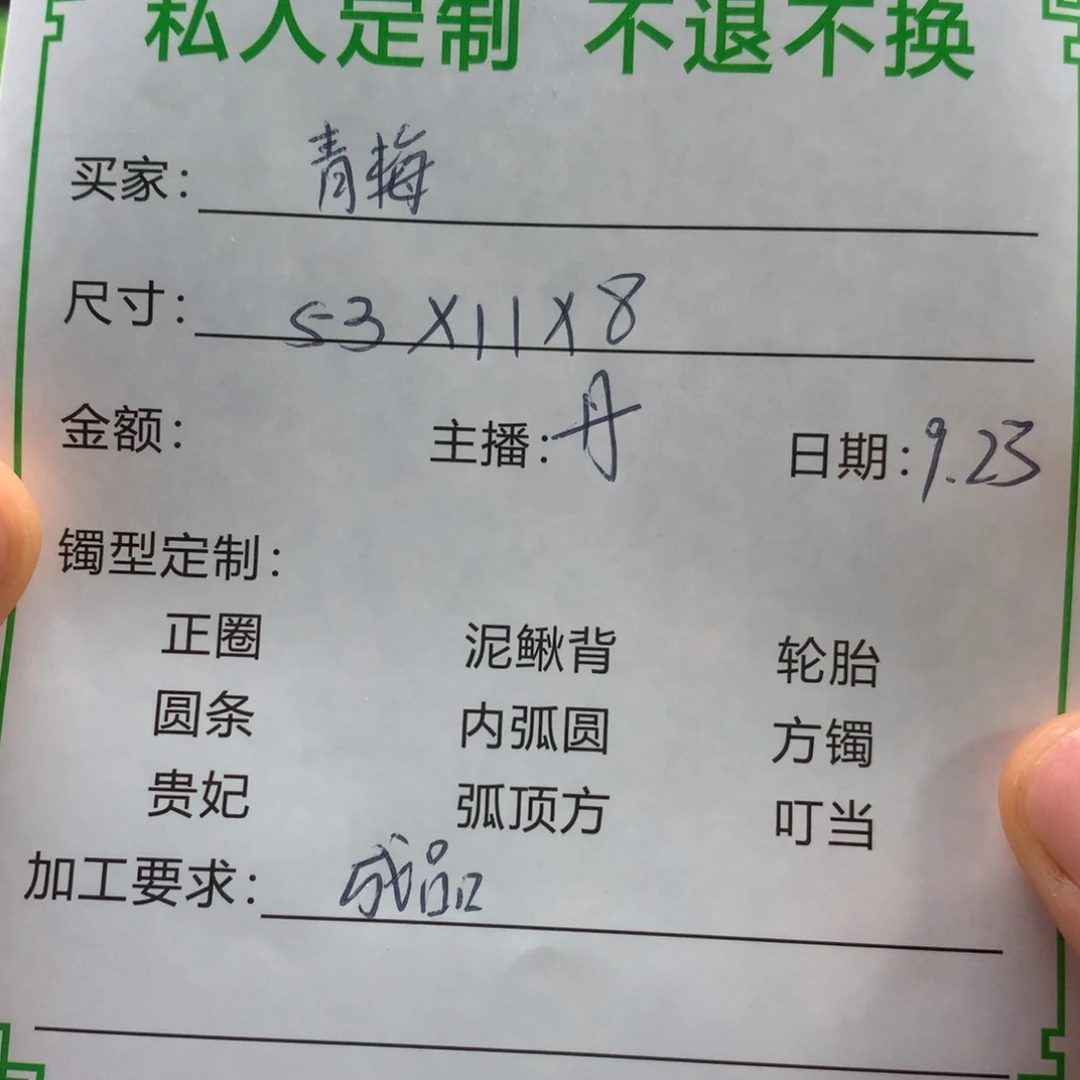 私人定制 不退不换
买家: 青梅
尺寸: 53X11X8
金额: 主播: 丹 日期: 9.23
镯型定制:
正圈 泥鳅背 轮胎
圆条 内弧圆 方镯
贵妃 弧顶方 叮当
加工要求: 成品